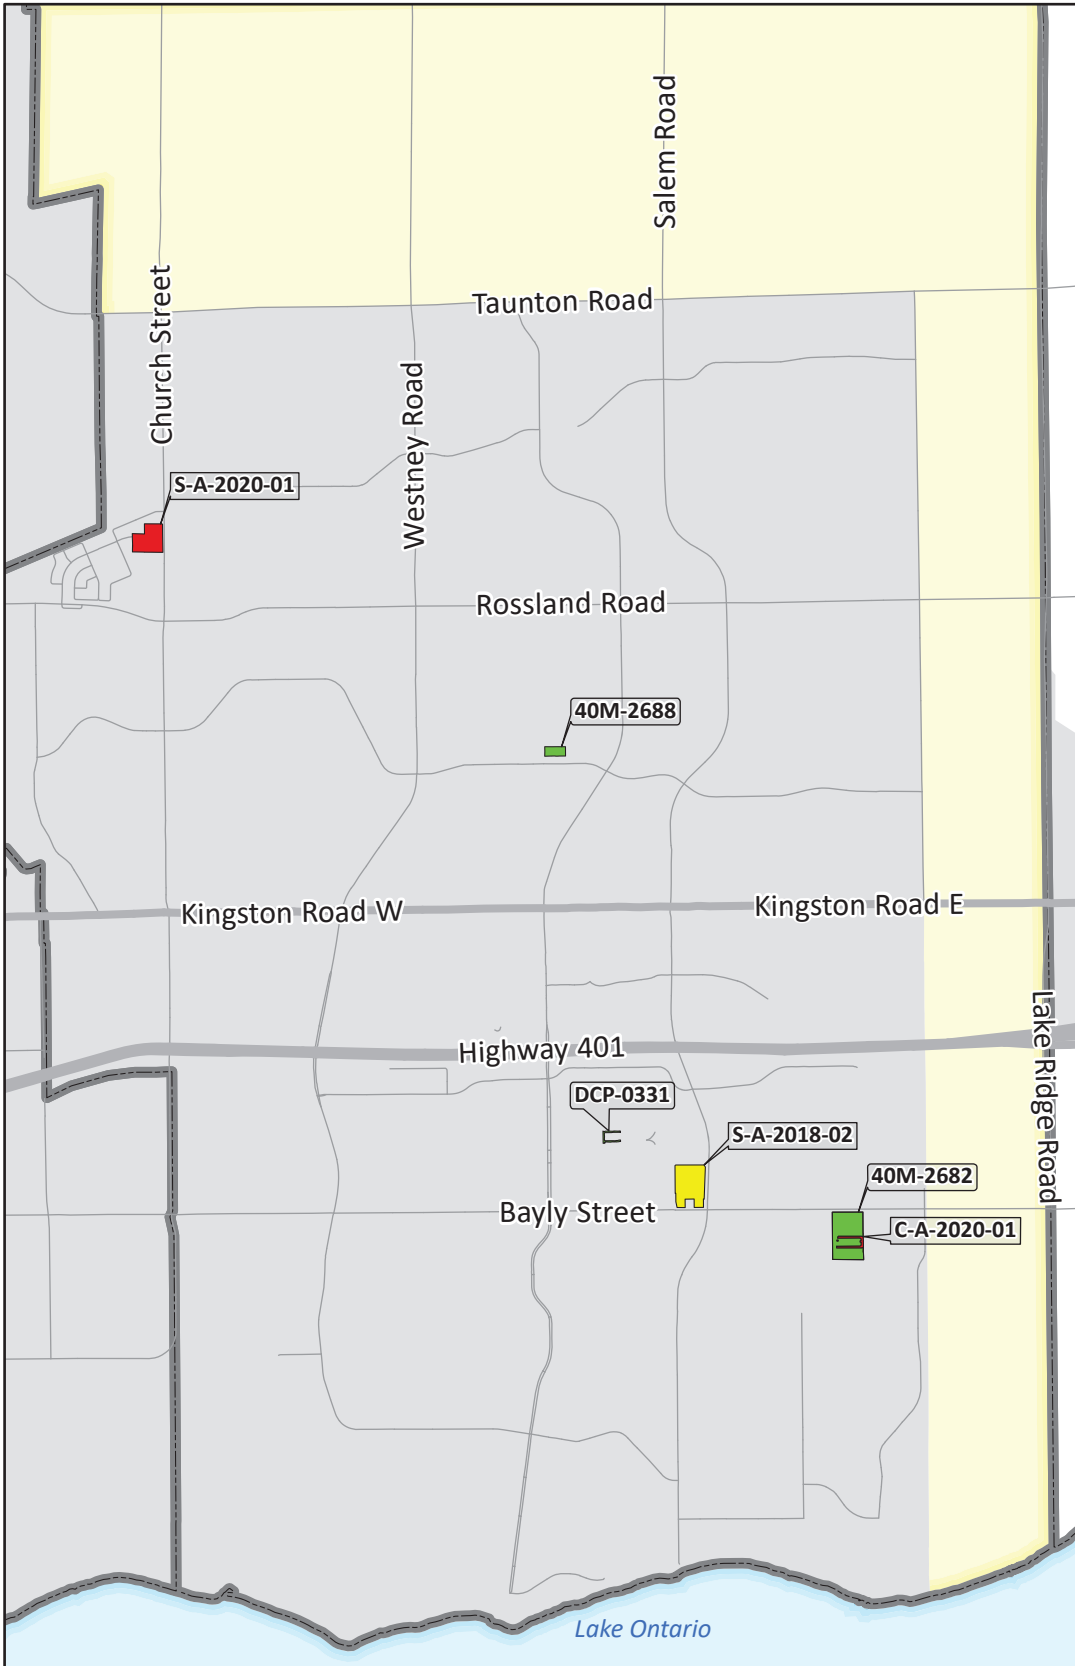 Salem Road
Church Street
Taunton Road
Westney Road
S-A-2020-01
Rossland Road
40M-2688
Kingston Road W
Kingston Road E
Lake Ridge Road
Highway 401
DCP-0331
S-A-2018-02
40M-2682
Bayly Street
C-A-2020-01
Lake Ontario